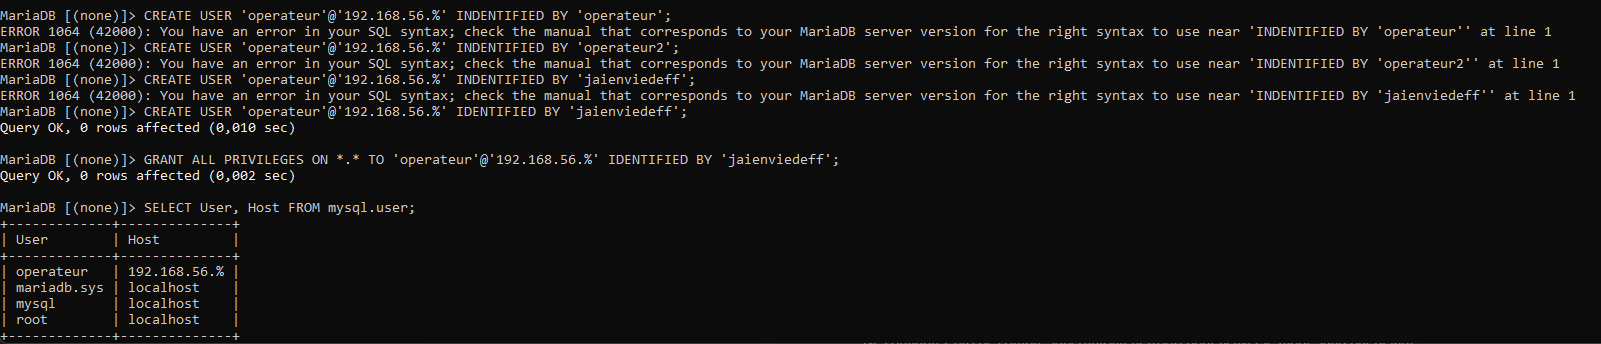 MariaDB [(none)]> CREATE USER 'operateur'@'192.168.56.%' INDENTIFIED BY 'operateur';
ERROR 1064 (42000): You have an error in your SQL syntax; check the manual that corresponds to your MariaDB server version for the right syntax to use near 'INDENTIFIED BY 'operateur'' at line 1
MariaDB [(none)]> CREATE USER 'operateur'@'192.168.56.%' INDENTIFIED BY 'operateur2';
ERROR 1064 (42000): You have an error in your SQL syntax; check the manual that corresponds to your MariaDB server version for the right syntax to use near 'INDENTIFIED BY 'operateur2'' at line 1
MariaDB [(none)]> CREATE USER 'operateur'@'192.168.56.%' INDENTIFIED BY 'jaienviedeff';
ERROR 1064 (42000): You have an error in your SQL syntax; check the manual that corresponds to your MariaDB server version for the right syntax to use near 'INDENTIFIED BY 'jaienviedeff'' at line 1
MariaDB [(none)]> CREATE USER 'operateur'@'192.168.56.%' IDENTIFIED BY 'jaienviedeff';
Query OK, 0 rows affected (0,010 sec)
MariaDB [(none)]> GRANT ALL PRIVILEGES ON *.* TO 'operateur'@'192.168.56.%' IDENTIFIED BY 'jaienviedeff';
Query OK, 0 rows affected (0,002 sec)
MariaDB [(none)]> SELECT User, Host FROM mysql.user;
+-------------+--------------+
| User        | Host         |
+-------------+--------------+
| operateur   | 192.168.56.% |
| mariadb.sys | localhost    |
| mysql       | localhost    |
| root        | localhost    |
+-------------+--------------+